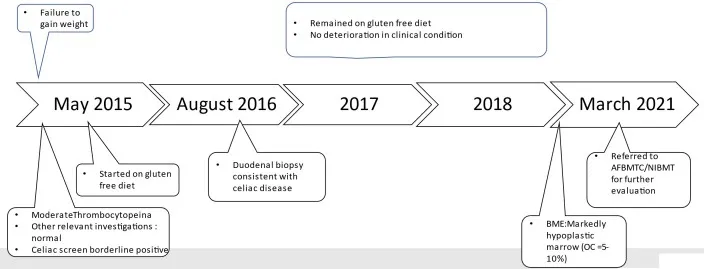 • Failure to
gain weight
• Remained on gluten free diet
• No deterioration in clinical condition
May 2015
August 2016
2017
2018
March 2021
• Started on gluten
free diet
• Duodenal biopsy
consistent with
celiac disease
• Referred to
AFBMTC/NIBMT
for further
evaluation
• ModerateThrombocytopeina
• Other relevant investigations :
normal
• Celiac screen borderline positive
• BME:Markedly
hypoplastic
marrow (OC =5-
10%)